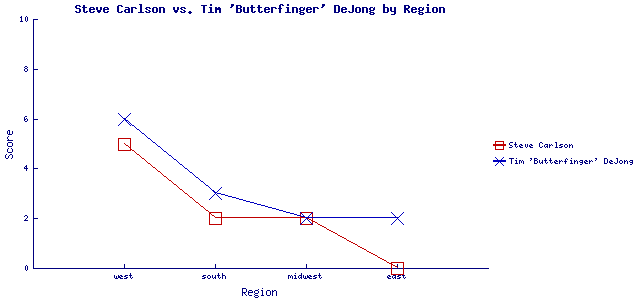 Steve Carlson vs. Tim 'Butterfinger' DeJong by Region
10
8
6
4
2
0
Score
west south midwest east
Region
Steve Carlson
Tim 'Butterfinger' DeJong